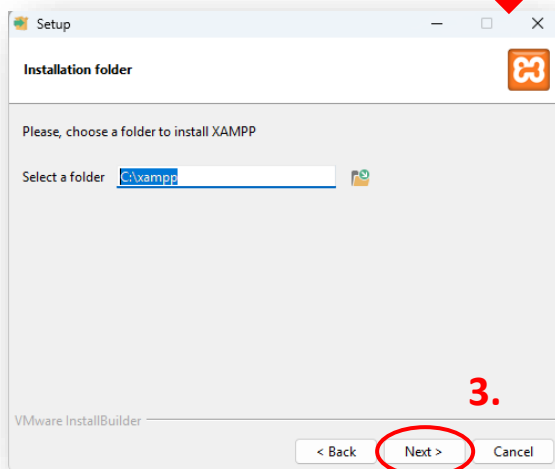 Setup
Installation folder
Please, choose a folder to install XAMPP
Select a folder C:\xampp
3.
VMware InstallBuilder
< Back Next > Cancel